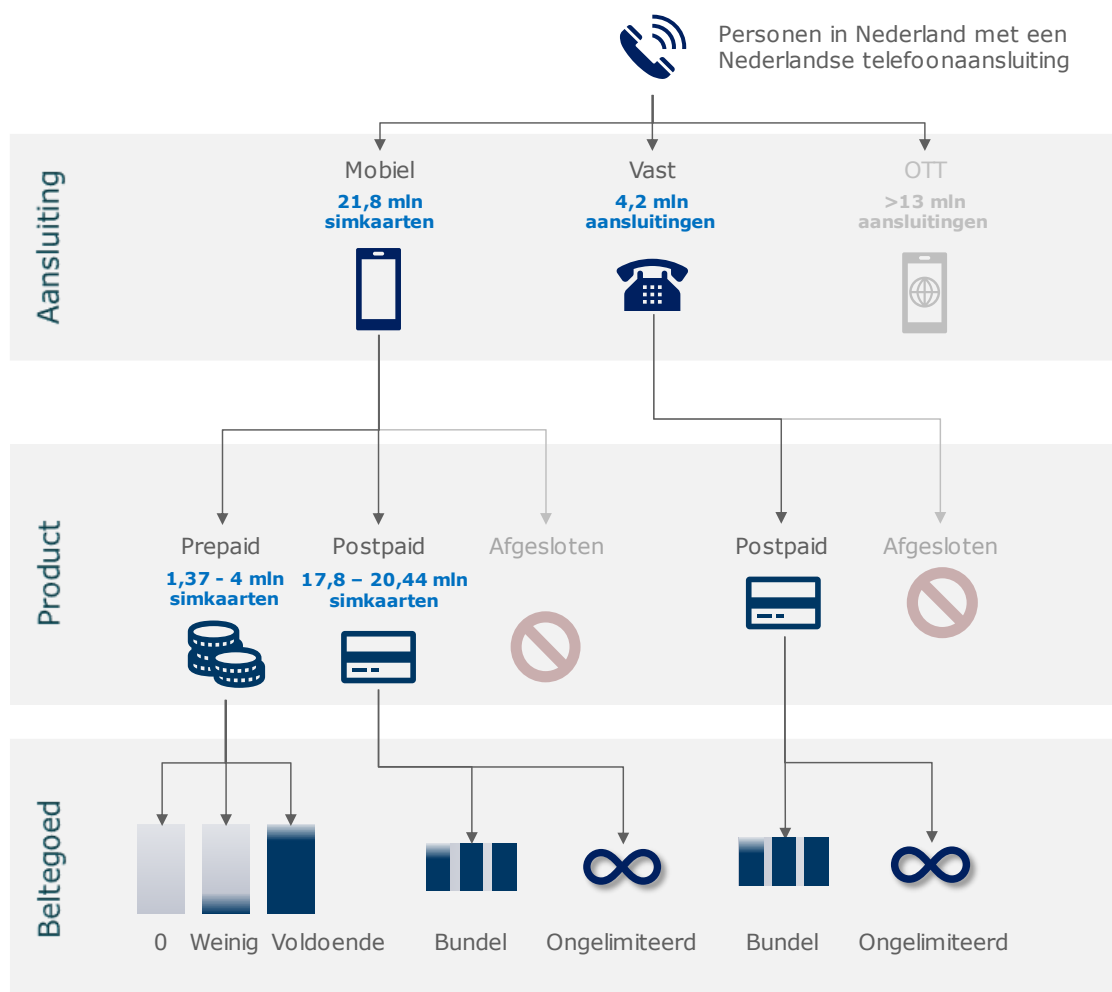 Personen in Nederland met een
Nederlandse telefoonaansluiting
Aansluiting
Mobiel
21,8 mln
simkaarten
Vast
4,2 mln
aansluitingen
OTT
>13 mln
aansluitingen
Product
Prepaid
1,37 - 4 mln
simkaarten
Postpaid
17,8 – 20,44 mln
simkaarten
Afgesloten
Postpaid
Afgesloten
Beltegoed
0
Weinig
Voldoende
Bundel
Ongelimiteerd
Bundel
Ongelimiteerd